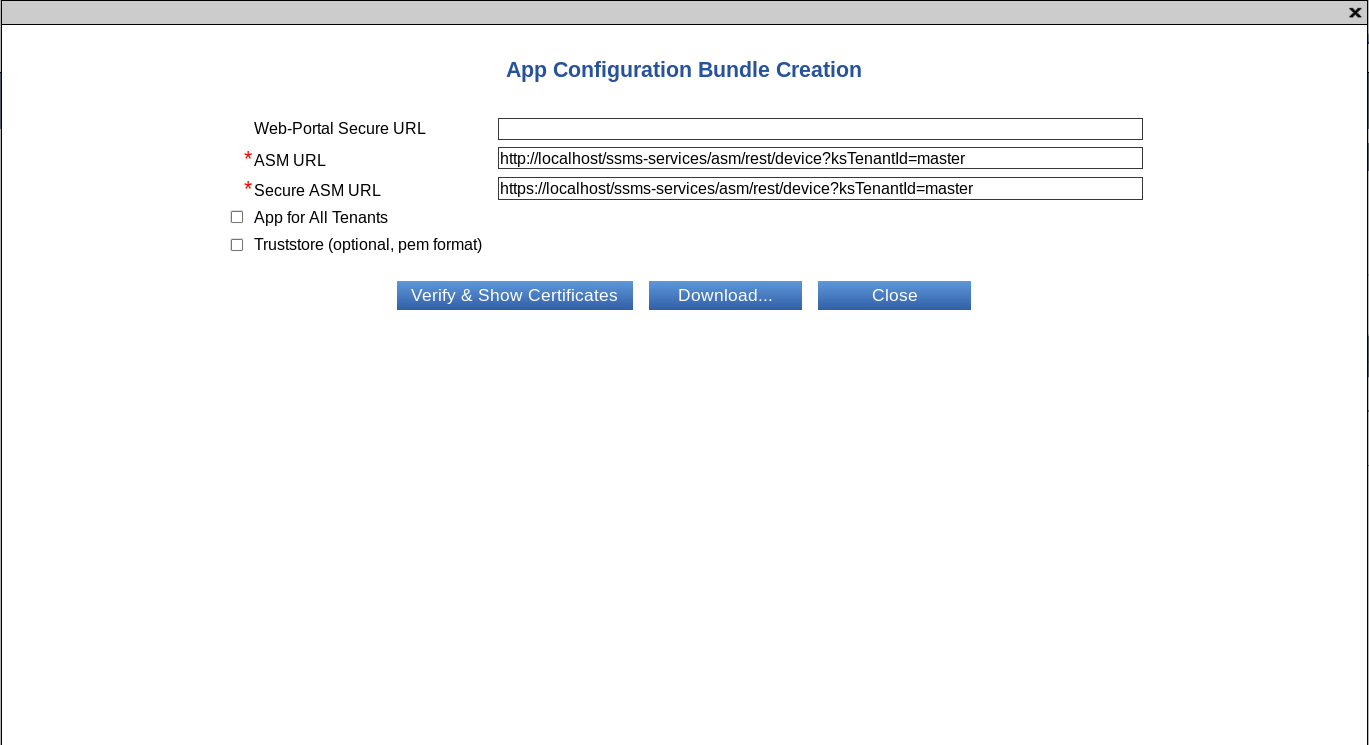 App Configuration Bundle Creation
Web-Portal Secure URL
*ASM URL http://localhost/ssms-services/asm/rest/device?ksTenantId=master
*Secure ASM URL https://localhost/ssms-services/asm/rest/device?ksTenantId=master
App for All Tenants
Truststore (optional, pem format)
Verify & Show Certificates Download... Close